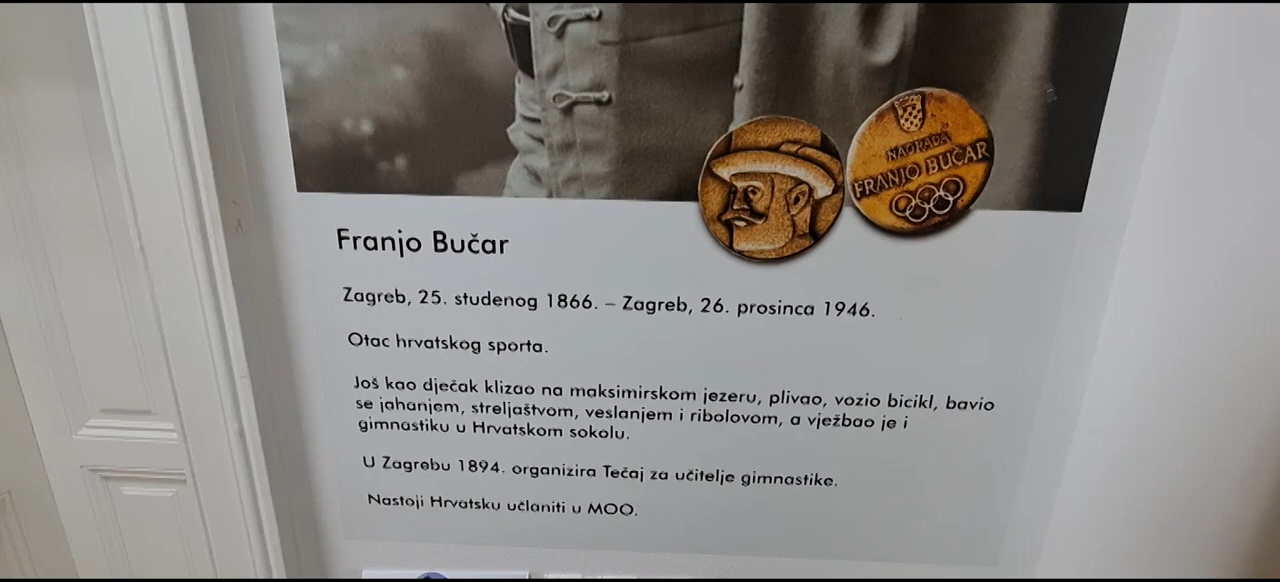 NAGRADA
FRANJO BUČAR
Franjo Bučar
Zagreb, 25. studenog 1866. – Zagreb, 26. prosinca 1946.
Otac hrvatskog sporta.
Još kao dječak klizao na maksimirskom jezeru, plivao, vozio bicikl, bavio
se jahanjem, streljaštvom, veslanjem i ribolovom, a vježbao je i
gimnastiku u Hrvatskom sokolu.
U Zagrebu 1894. organizira Tečaj za učitelje gimnastike.
Nastoji Hrvatsku učlaniti u MOO.